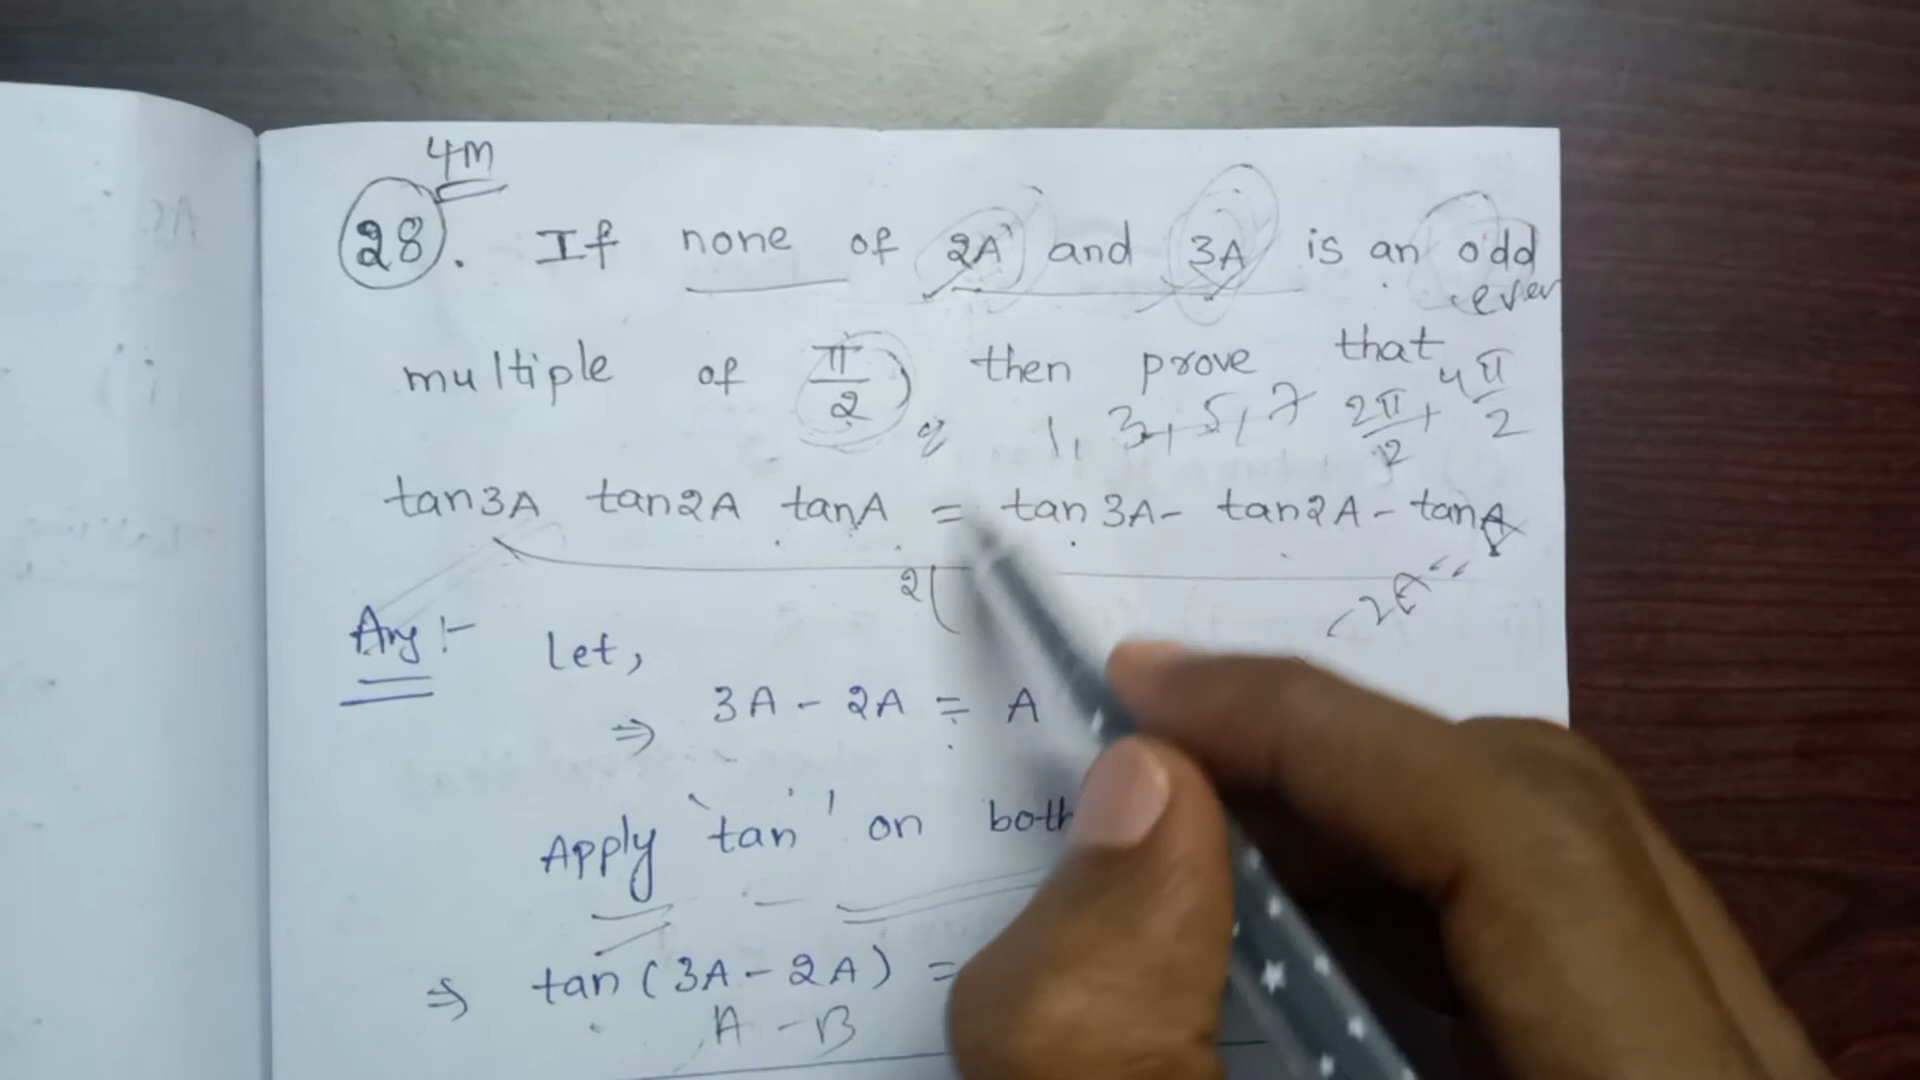 4m
28. If none of 2A and 3A is an odd
even
multiple of π/2, then prove that
1, 3, 5, 7 2π/2, 4π/2
tan3A tan2A tanA = tan3A - tan2A - tanA
2(
2A
Ans :- Let,
⇒ 3A - 2A = A
Apply 'tan' on both
⇒ tan(3A - 2A) =
A - B